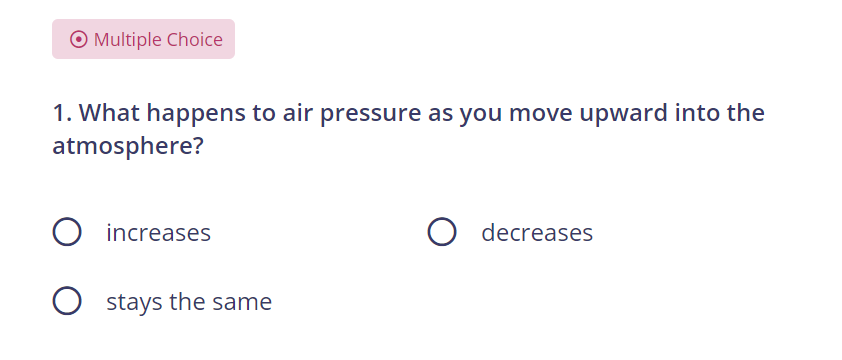 Multiple Choice
1. What happens to air pressure as you move upward into the
atmosphere?
increases
decreases
stays the same